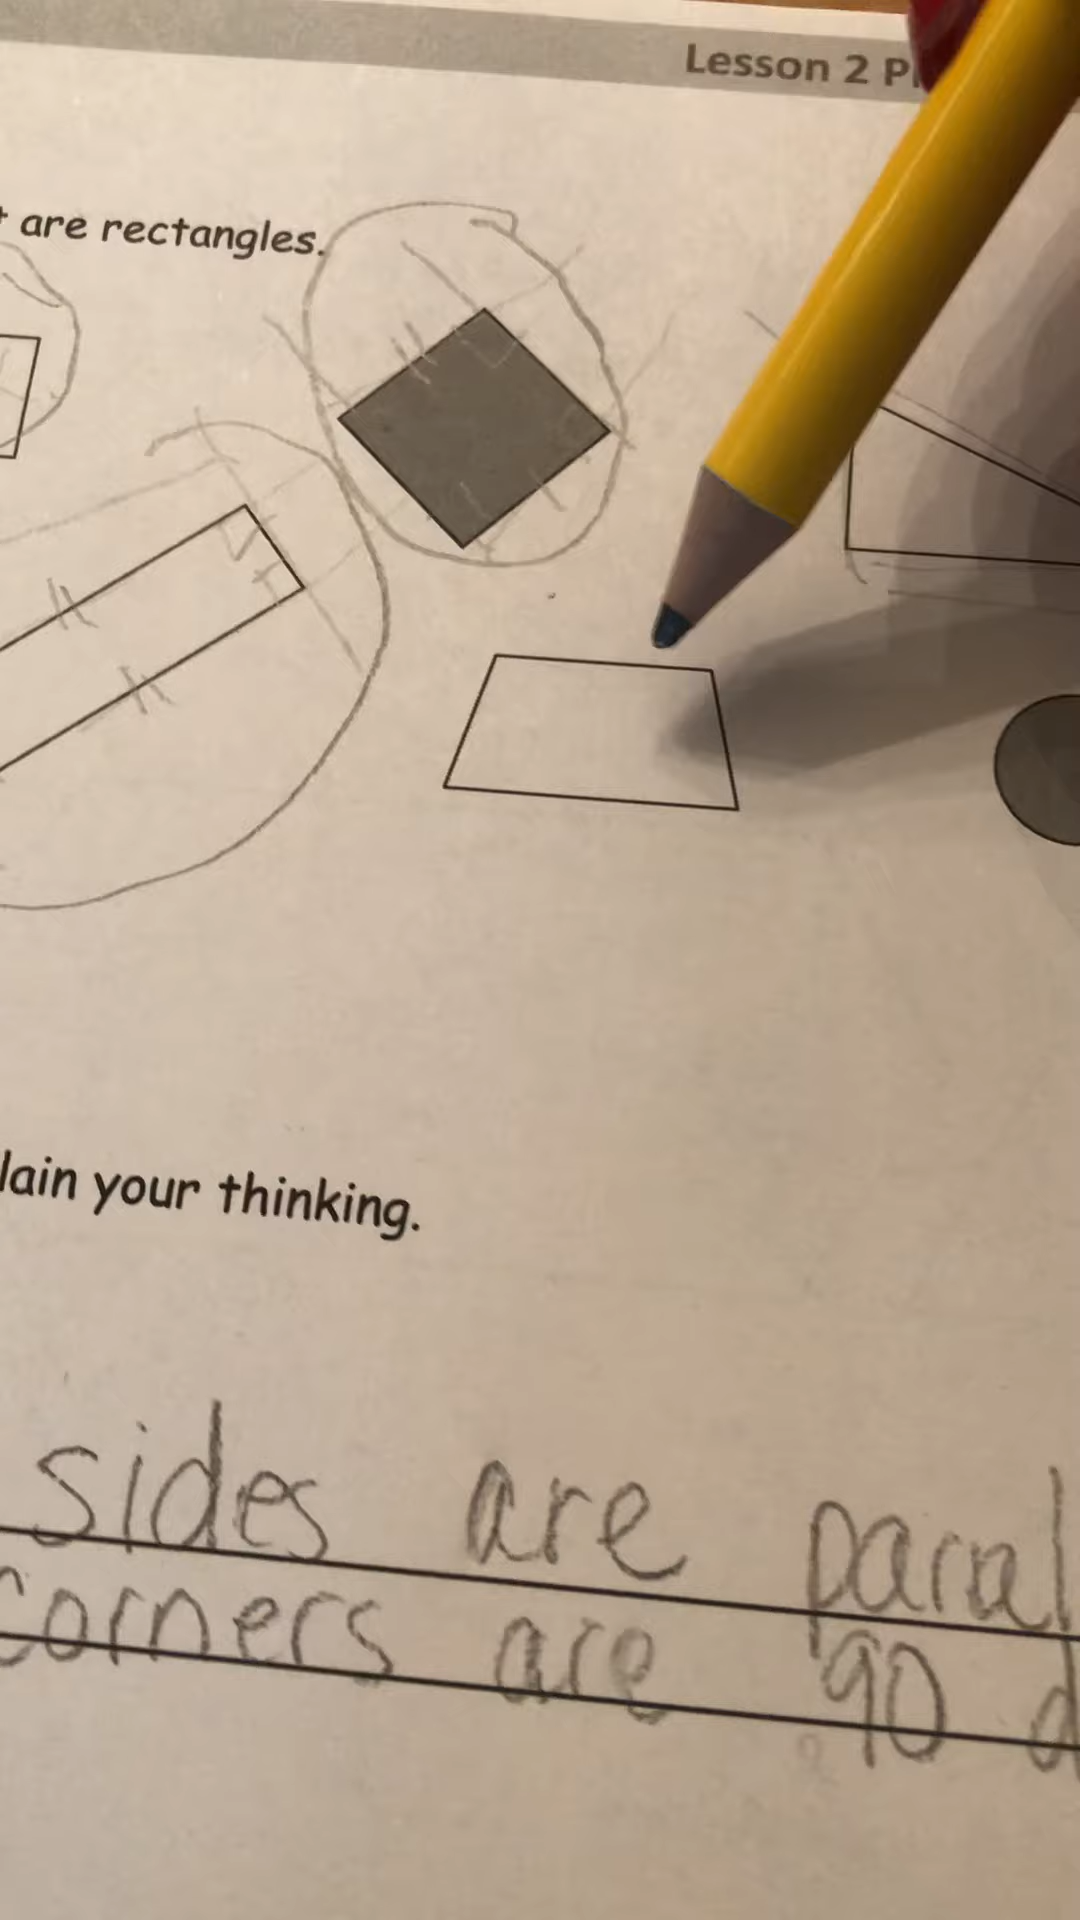 Lesson 2
are rectangles.
lain your thinking.
sides are paral
corners are 90 d